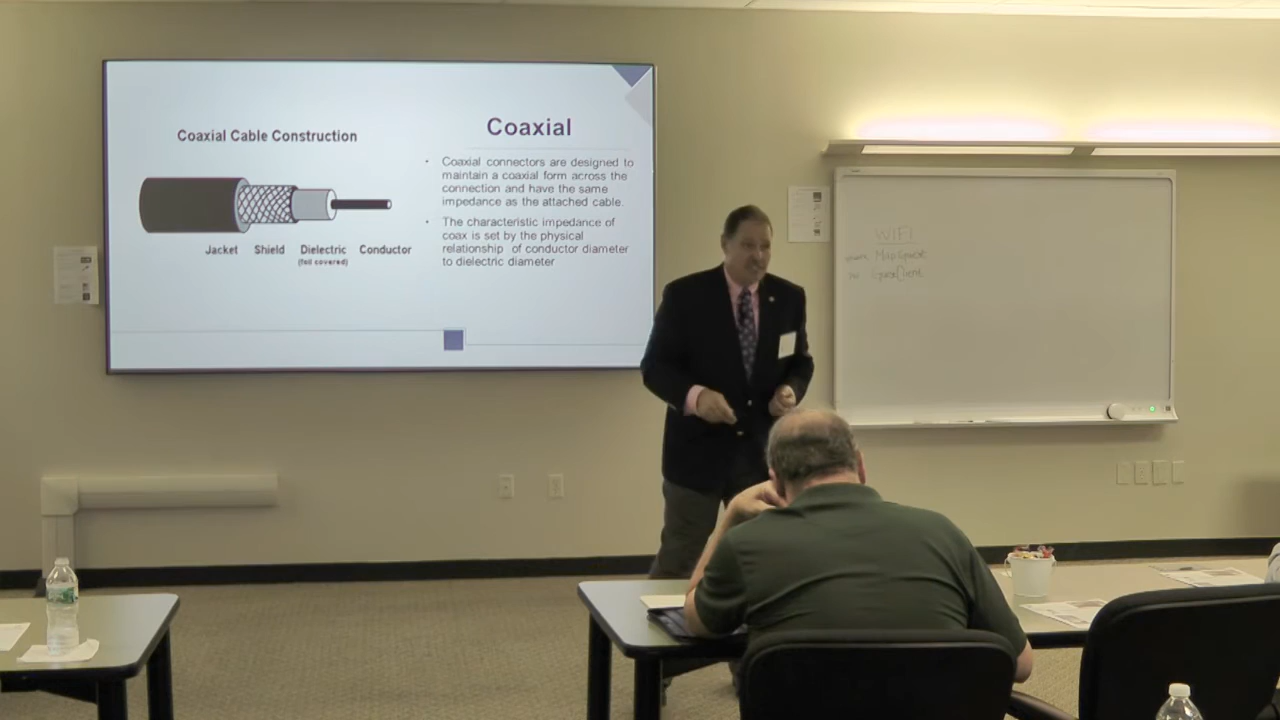 Coaxial Cable Construction
Jacket Shield Dielectric Conductor
(foil covered)
Coaxial
• Coaxial connectors are designed to
maintain a coaxial form across the
connection and have the same
impedance as the attached cable.
• The characteristic impedance of
coax is set by the physical
relationship of conductor diameter
to dielectric diameter
WIFI